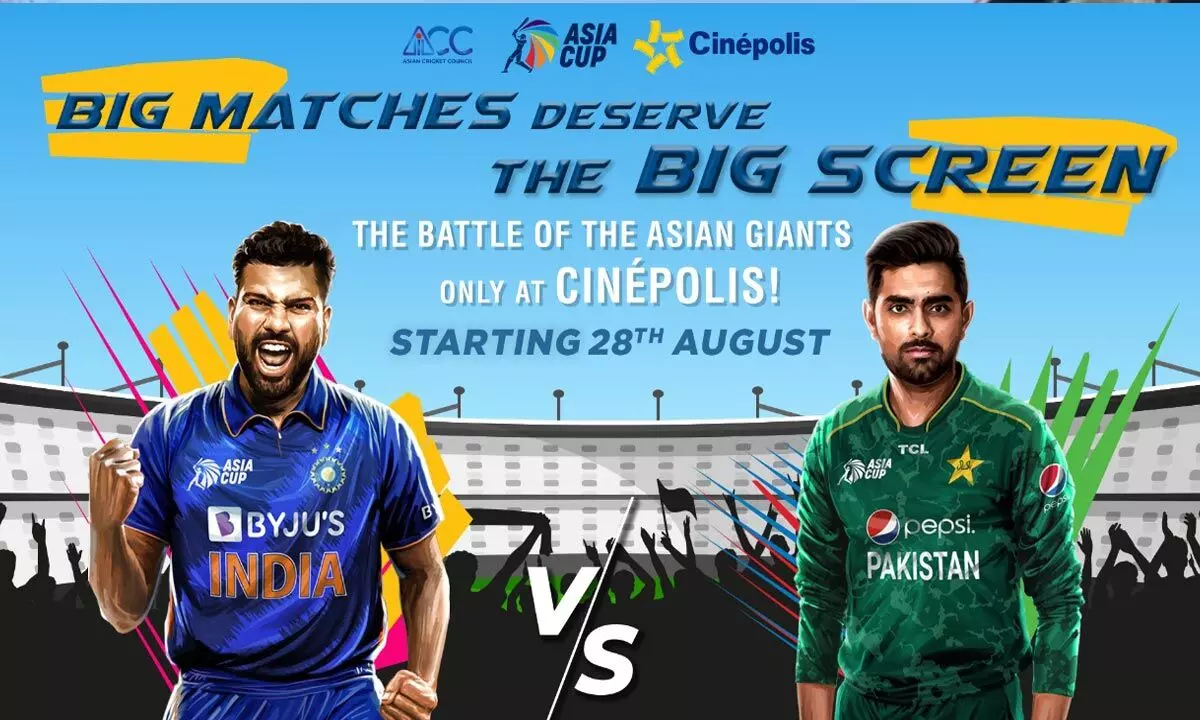 ACC
ASIAN CRICKET COUNCIL
ASIA
CUP
Cinépolis
BIG MATCHES DESERVE
THE BIG SCREEN
THE BATTLE OF THE ASIAN GIANTS
ONLY AT CINÉPOLIS!
STARTING 28TH AUGUST
ASIA
CUP
B BYJU'S
INDIA
B
VS
TCL
ASIA
CUP
pepsi.
PAKISTAN
pepsi